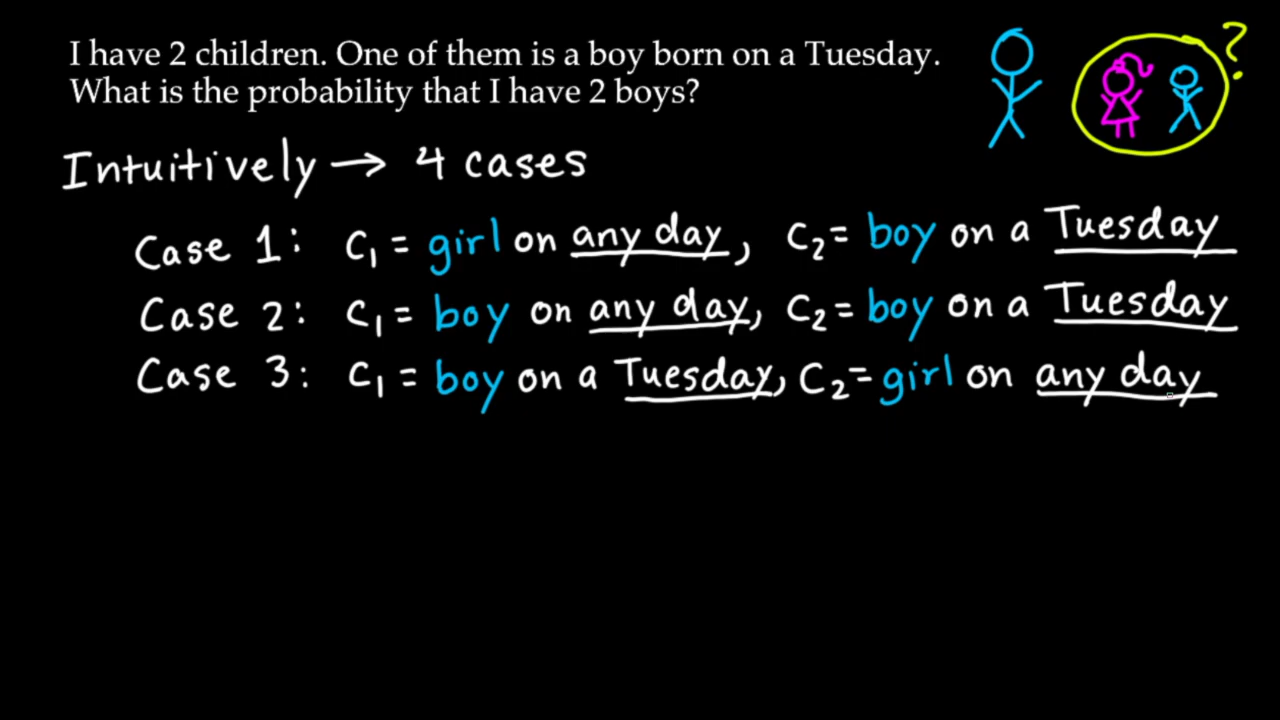 I have 2 children. One of them is a boy born on a Tuesday.
What is the probability that I have 2 boys?
?
Intuitively → 4 cases
Case 1: C₁ = girl on any day, C₂ = boy on a Tuesday
Case 2: C₁ = boy on any day, C₂ = boy on a Tuesday
Case 3: C₁ = boy on a Tuesday, C₂ = girl on any day